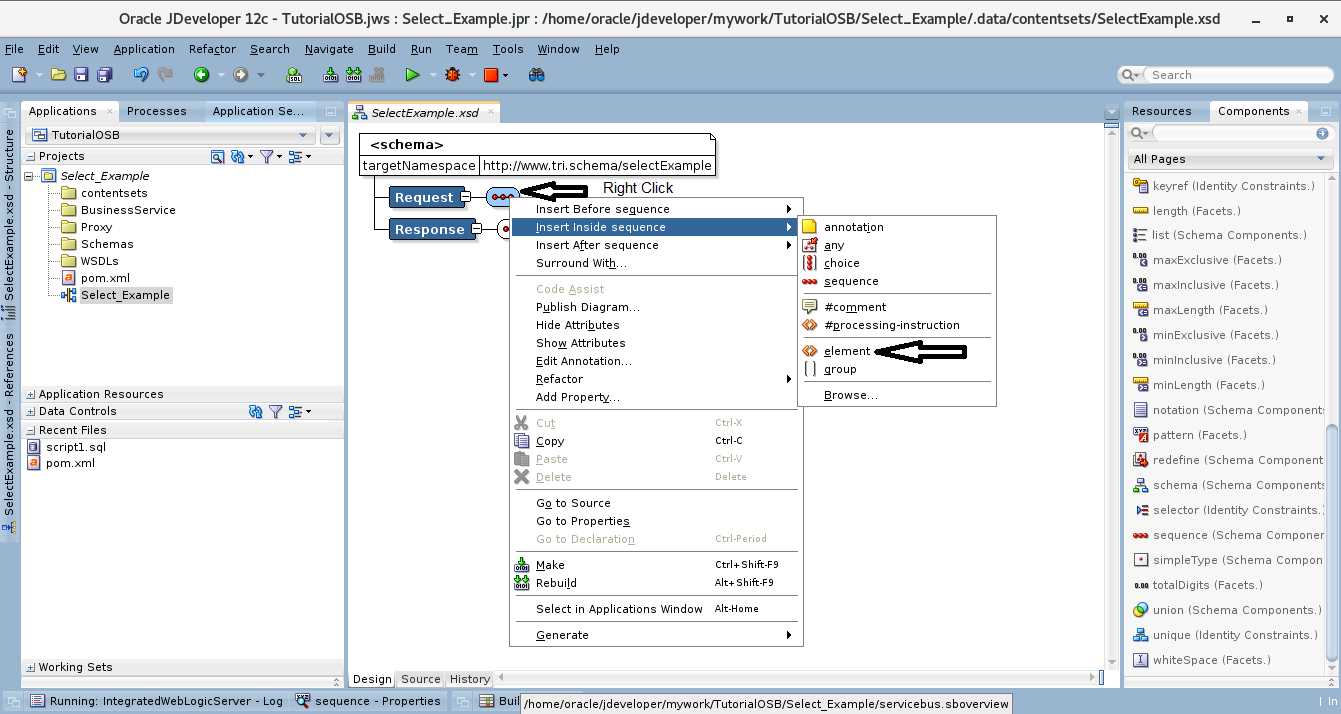 Oracle JDeveloper 12c - TutorialOSB.jws : Select_Example.jpr : /home/oracle/jdeveloper/mywork/TutorialOSB/Select_Example/.data/contentsets/SelectExample.xsd
File Edit View Application Refactor Search Navigate Build Run Team Tools Window Help
Search
Applications Processes Application Se...
TutorialOSB
Projects
Select_Example
contentsets
BusinessService
Proxy
Schemas
WSDLs
pom.xml
Select_Example
Application Resources
Data Controls
Recent Files
script1.sql
pom.xml
Working Sets
SelectExample.xsd - Structure
SelectExample.xsd - References
SelectExample.xsd
<schema>
targetNamespace http://www.tri.schema/selectExample
Request
Right Click
Response
Insert Before sequence
Insert Inside sequence
Insert After sequence
Surround With...
Code Assist
Publish Diagram...
Hide Attributes
Show Attributes
Edit Annotation...
Refactor
Add Property...
Cut Ctrl-X
Copy Ctrl-C
Paste Ctrl-V
Delete Delete
Go to Source
Go to Properties
Go to Declaration Ctrl-Period
Make Ctrl+Shift-F9
Rebuild Alt+Shift-F9
Select in Applications Window Alt-Home
Generate
annotation
any
choice
sequence
#comment
#processing-instruction
element
group
Browse...
Design Source History
Resources Components
All Pages
keyref (Identity Constraints.)
length (Facets.)
list (Schema Components.)
maxExclusive (Facets.)
maxInclusive (Facets.)
maxLength (Facets.)
minExclusive (Facets.)
minInclusive (Facets.)
minLength (Facets.)
notation (Schema Components
pattern (Facets.)
redefine (Schema Component
schema (Schema Components
selector (Identity Constraints.
sequence (Schema Componer
simpleType (Schema Compon
totalDigits (Facets.)
union (Schema Components.)
unique (Identity Constraints.)
whiteSpace (Facets.)
Running: IntegratedWebLogicServer - Log sequence - Properties Buil
/home/oracle/jdeveloper/mywork/TutorialOSB/Select_Example/servicebus.sboverview
In